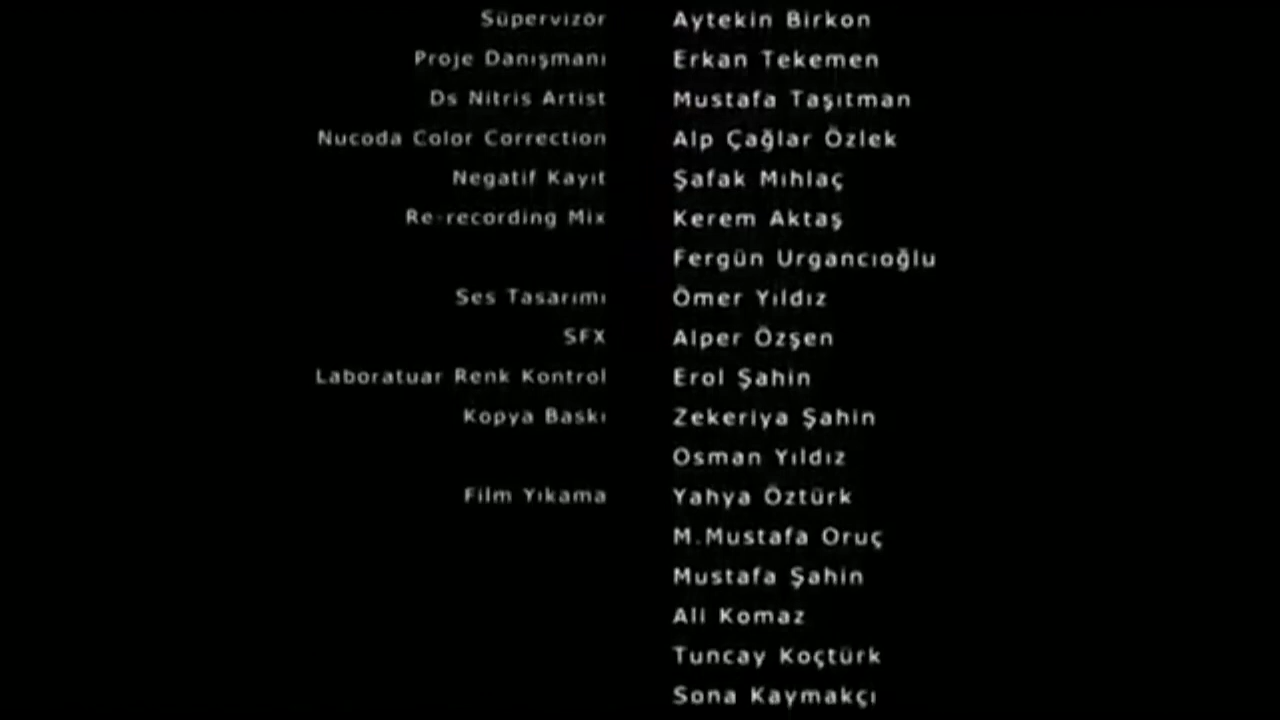 Süpervizör Aytekin Birkon
Proje Danışmanı Erkan Tekemen
Ds Nitris Artist Mustafa Taşıtman
Nucoda Color Correction Alp Çağlar Özlek
Negatif Kayıt Şafak Mıhlaç
Re-recording Mix Kerem Aktaş
Fergün Urgancıoğlu
Ses Tasarımı Ömer Yıldız
SFX Alper Özşen
Laboratuar Renk Kontrol Erol Şahin
Kopya Baskı Zekeriya Şahin
Osman Yıldız
Film Yıkama Yahya Öztürk
M.Mustafa Oruç
Mustafa Şahin
Ali Komaz
Tuncay Koçtürk
Sona Kaymakçı